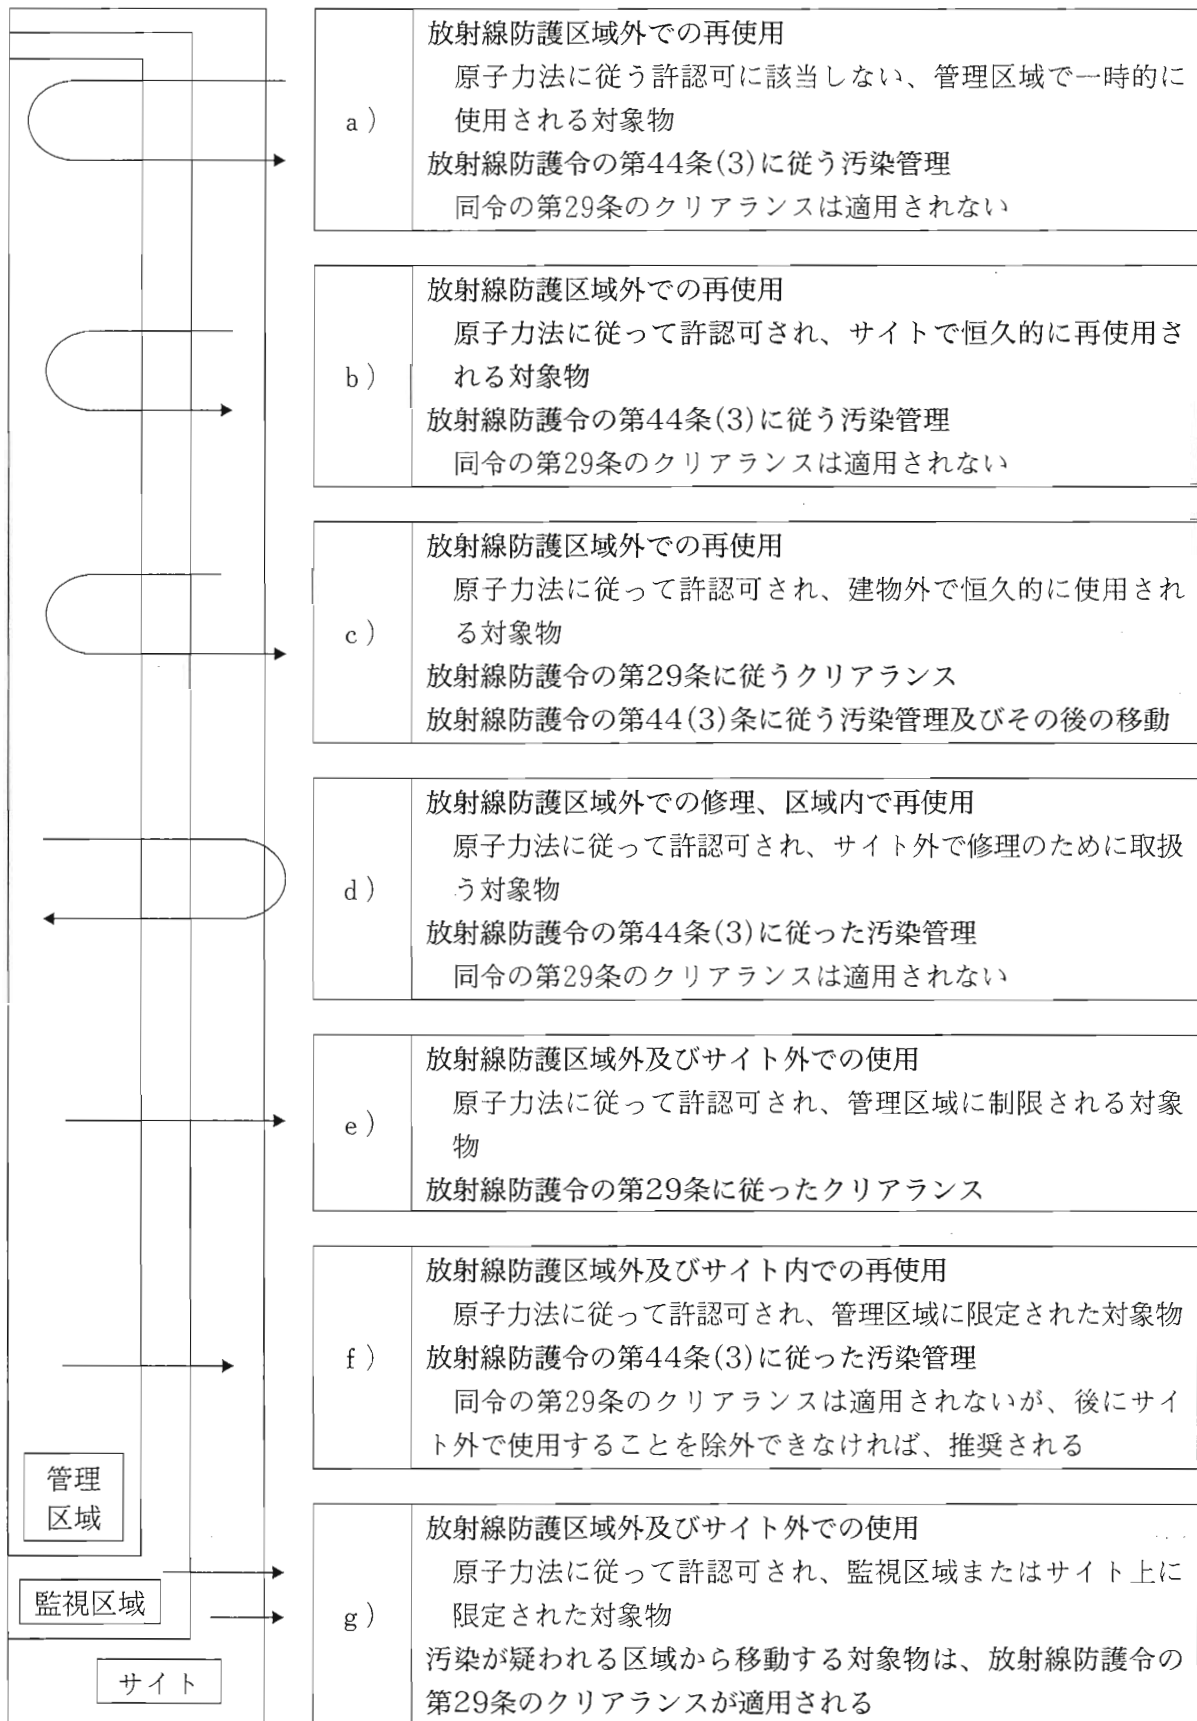 放射線防護区域外での再使用
原子力法に従う許認可に該当しない、管理区域で一時的に
使用される対象物
a）
放射線防護令の第44条(3)に従う汚染管理
同令の第29条のクリアランスは適用されない
放射線防護区域外での再使用
原子力法に従って許認可され、サイトで恒久的に再使用さ
れる対象物
b）
放射線防護令の第44条(3)に従う汚染管理
同令の第29条のクリアランスは適用されない
放射線防護区域外での再使用
原子力法に従って許認可され、建物外で恒久的に使用され
る対象物
c）
放射線防護令の第29条に従うクリアランス
放射線防護令の第44(3)条に従う汚染管理及びその後の移動
放射線防護区域外での修理、区域内で再使用
原子力法に従って許認可され、サイト外で修理のために取扱
う対象物
d）
放射線防護令の第44条(3)に従った汚染管理
同令の第29条のクリアランスは適用されない
放射線防護区域外及びサイト外での使用
原子力法に従って許認可され、管理区域に制限される対象
物
e）
放射線防護令の第29条に従ったクリアランス
放射線防護区域外及びサイト内での再使用
原子力法に従って許認可され、管理区域に限定された対象物
f）
放射線防護令の第44条(3)に従った汚染管理
同令の第29条のクリアランスは適用されないが、後にサイ
ト外で使用することを除外できなければ、推奨される
管理
区域
放射線防護区域外及びサイト外での使用
原子力法に従って許認可され、監視区域またはサイト上に
限定された対象物
監視区域
g）
汚染が疑われる区域から移動する対象物は、放射線防護令の
第29条のクリアランスが適用される
サイト